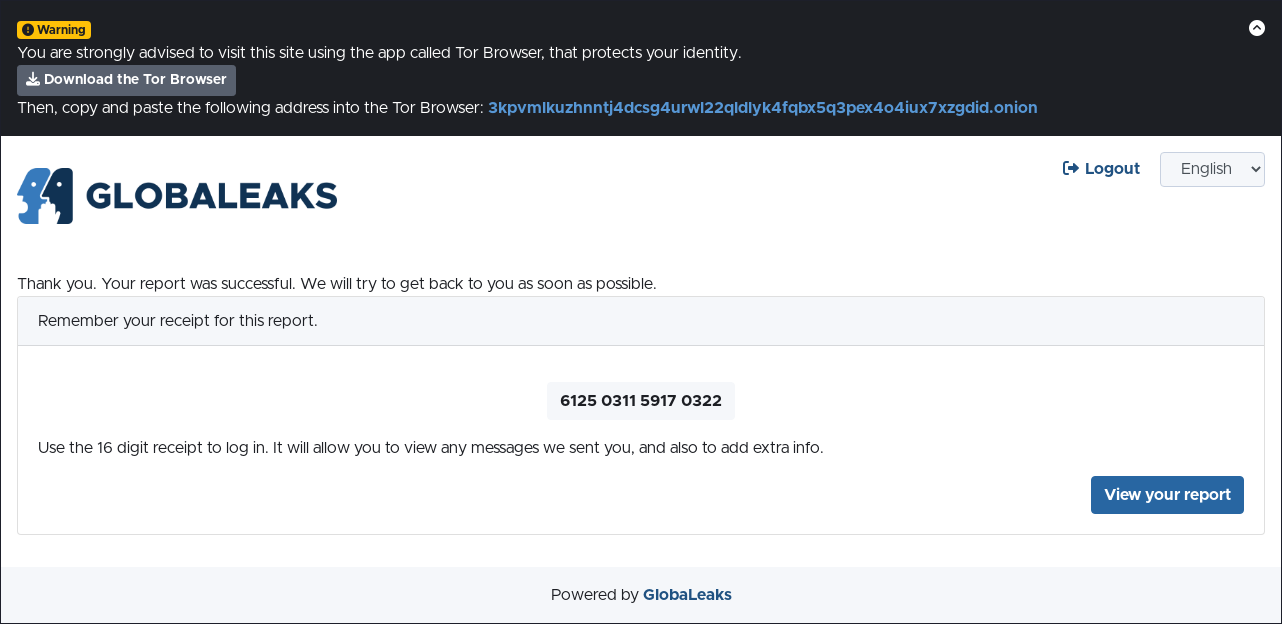 Warning
You are strongly advised to visit this site using the app called Tor Browser, that protects your identity.
Download the Tor Browser
Then, copy and paste the following address into the Tor Browser: 3kpvmlkuzhnntj4dcsg4urwl22qldlyk4fqbx5q3pex4o4iux7xzgdid.onion
Logout
English
GLOBALEAKS
Thank you. Your report was successful. We will try to get back to you as soon as possible.
Remember your receipt for this report.
6125 0311 5917 0322
Use the 16 digit receipt to log in. It will allow you to view any messages we sent you, and also to add extra info.
View your report
Powered by GlobaLeaks